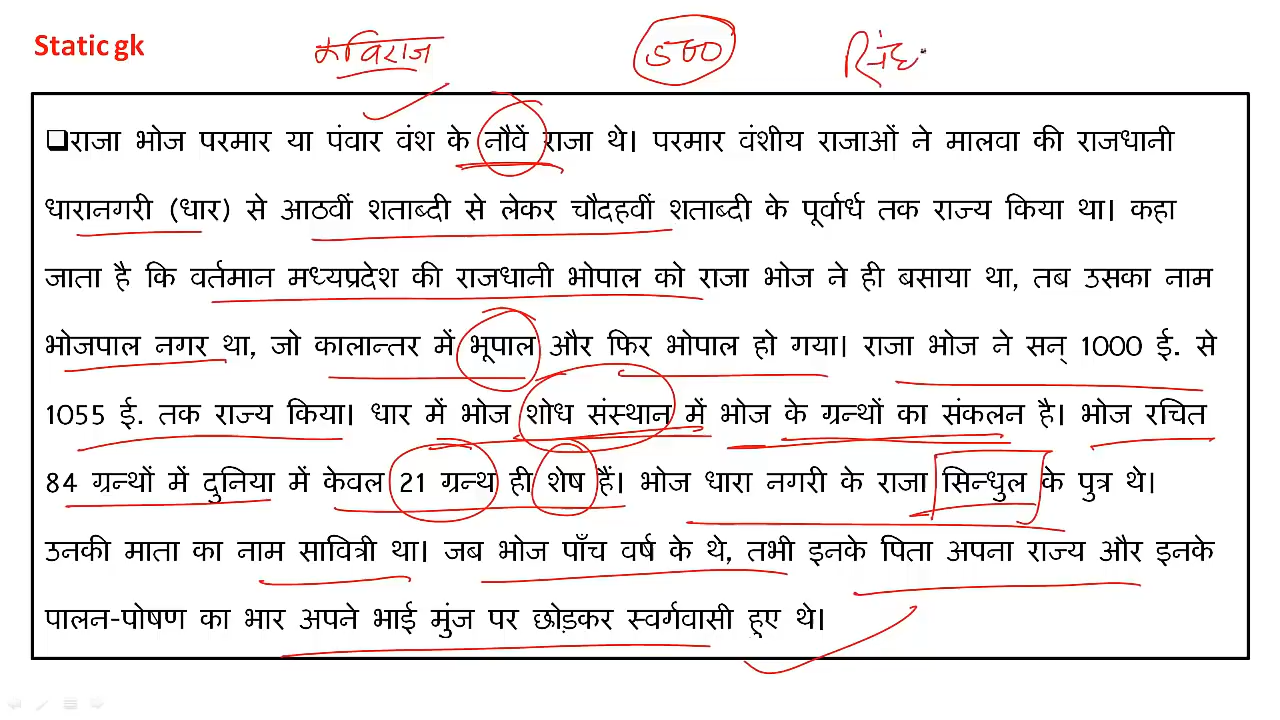 Static gk
कविराज 500 सिंह
❑राजा भोज परमार या पंवार वंश के नौवें राजा थे। परमार वंशीय राजाओं ने मालवा की राजधानी
धारानगरी (धार) से आठवीं शताब्दी से लेकर चौदहवीं शताब्दी के पूर्वार्ध तक राज्य किया था। कहा
जाता है कि वर्तमान मध्यप्रदेश की राजधानी भोपाल को राजा भोज ने ही बसाया था, तब उसका नाम
भोजपाल नगर था, जो कालान्तर में भूपाल और फिर भोपाल हो गया। राजा भोज ने सन् 1000 ई. से
1055 ई. तक राज्य किया। धार में भोज शोध संस्थान में भोज के ग्रन्थों का संकलन है। भोज रचित
84 ग्रन्थों में दुनिया में केवल 21 ग्रन्थ ही शेष हैं। भोज धारा नगरी के राजा सिन्धुल के पुत्र थे।
उनकी माता का नाम सावित्री था। जब भोज पाँच वर्ष के थे, तभी इनके पिता अपना राज्य और इनके
पालन-पोषण का भार अपने भाई मुंज पर छोड़कर स्वर्गवासी हूए थे।